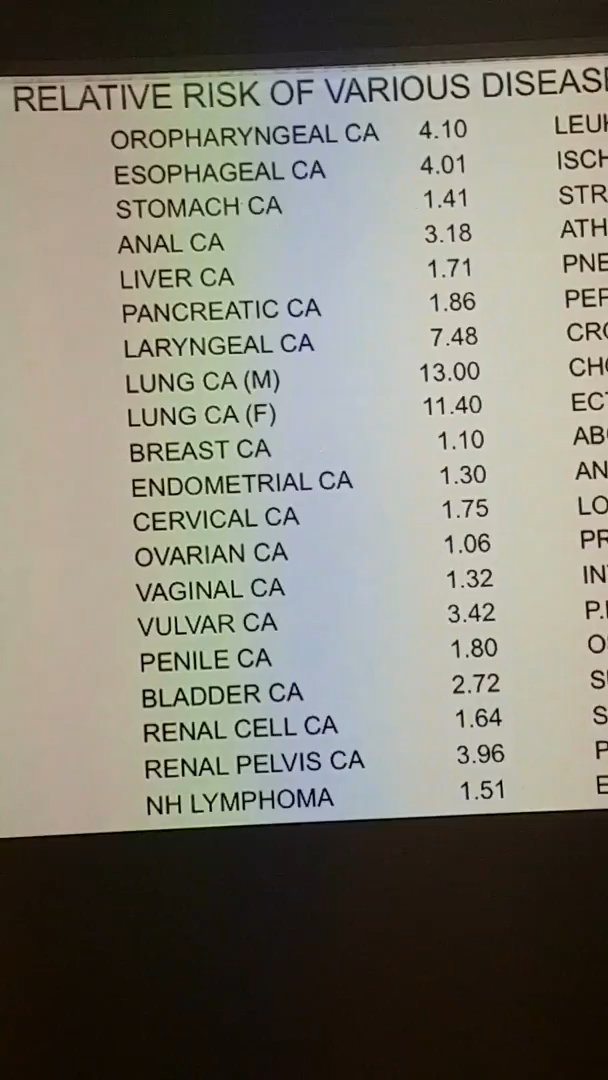 RELATIVE RISK OF VARIOUS
OROPHARYNGEAL CA 4.10
ESOPHAGEAL CA 4.01
STOMACH CA 1.41
ANAL CA 3.18
LIVER CA 1.71
PANCREATIC CA 1.86
LARYNGEAL CA 7.48
LUNG CA (M) 13.00
LUNG CA (F) 11.40
BREAST CA 1.10
ENDOMETRIAL CA 1.30
CERVICAL CA 1.75
OVARIAN CA 1.06
VAGINAL CA 1.32
VULVAR CA 3.42
PENILE CA 1.80
BLADDER CA 2.72
RENAL CELL CA 1.64
RENAL PELVIS CA 3.96
NH LYMPHOMA 1.51